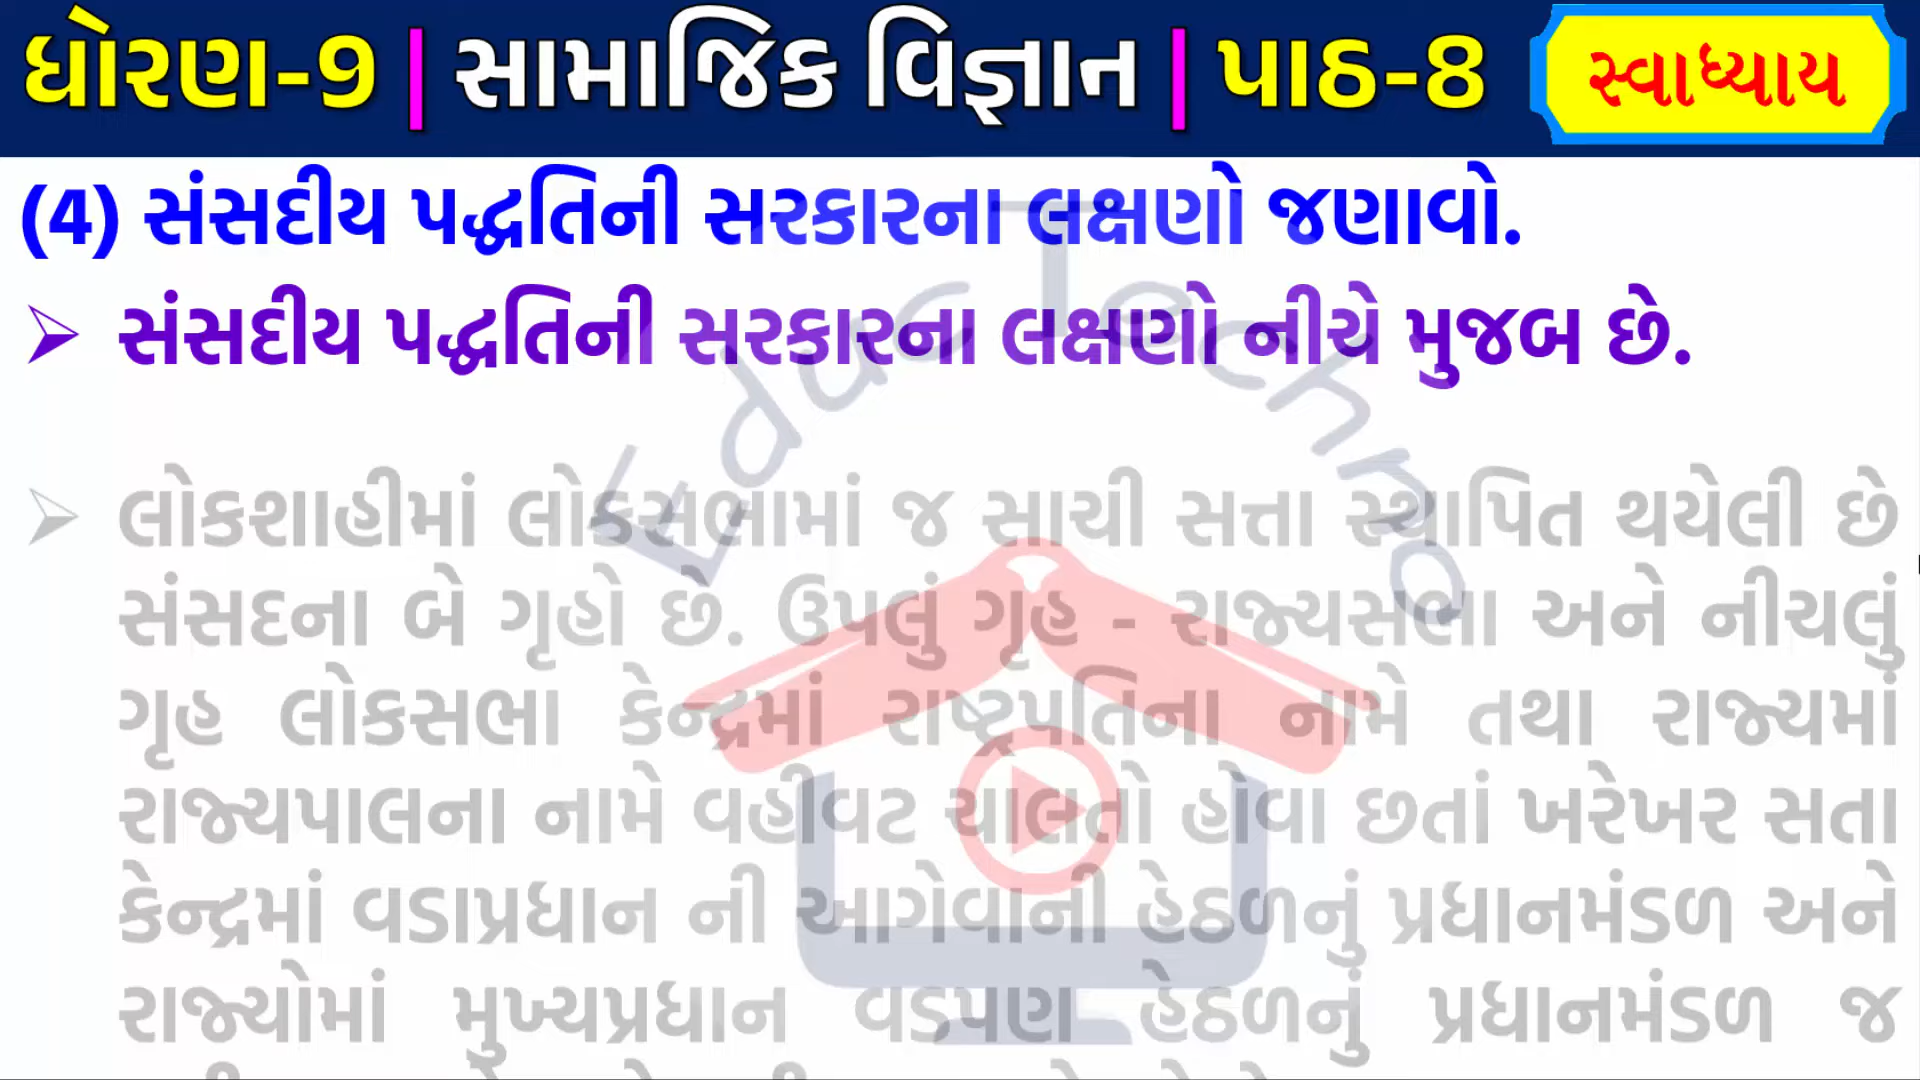 ધોરણ-9 | સામાજિક વિજ્ઞાન | પાઠ-8
સ્વાધ્યાય
(4) સંસદીય પદ્ધતિની સરકારના લક્ષણો જણાવો.
➢ સંસદીય પદ્ધતિની સરકારના લક્ષણો નીચે મુજબ છે.
➢ લોકશાહીમાં લોકસભામાં જ સાચી સત્તા સ્થાપિત થયેલી છે
સંસદના બે ગૃહો છે. ઉપલું ગૃહ - રાજ્યસભા અને નીચલું
ગૃહ લોકસભા કેન્દ્રમાં રાષ્ટ્રપતિના નામે તથા રાજ્યમાં
રાજ્યપાલના નામે વહીવટ ચાલતો હોવા છતાં ખરેખર સતા
કેન્દ્રમાં વડાપ્રધાન ની આગેવાની હેઠળનું પ્રધાનમંડળ અને
રાજ્યોમાં મુખ્યપ્રધાન વડપણ હેઠળનું પ્રધાનમંડળ જ
EducTechno